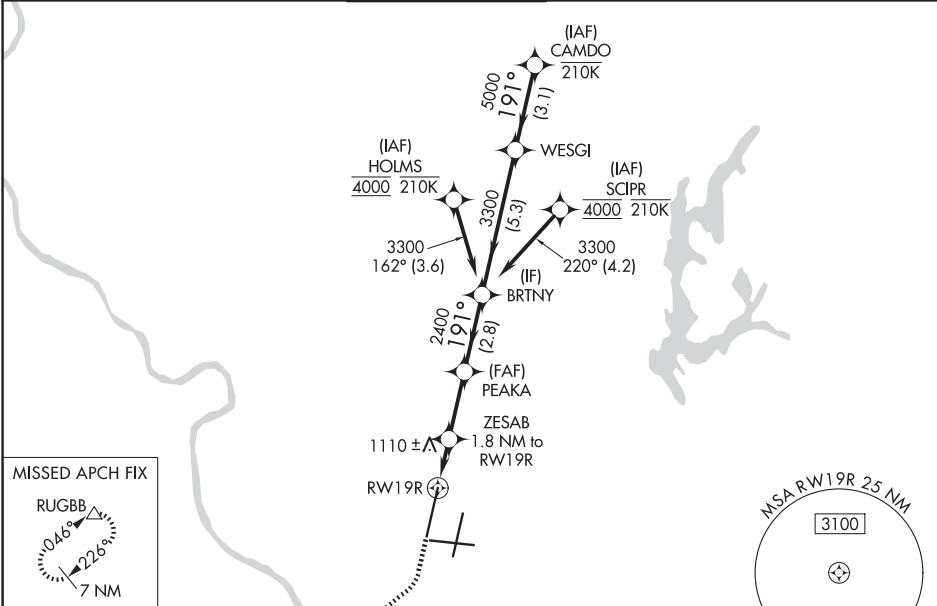 (IAF)
CAMDO
210K
5000
191°
(3.1)
WESGI
(IAF)
HOLMS
4000 210K
(IAF)
SCIPR
4000 210K
3300
(5.3)
3300
162° (3.6)
3300
220° (4.2)
(IF)
BRTNY
2400
191°
(2.8)
(FAF)
PEAKA
ZESAB
1.8 NM to
RW19R
1110 ±
RW19R
MISSED APCH FIX
RUGBB
046°
226°
7 NM
MSA RW19R 25 NM
3100